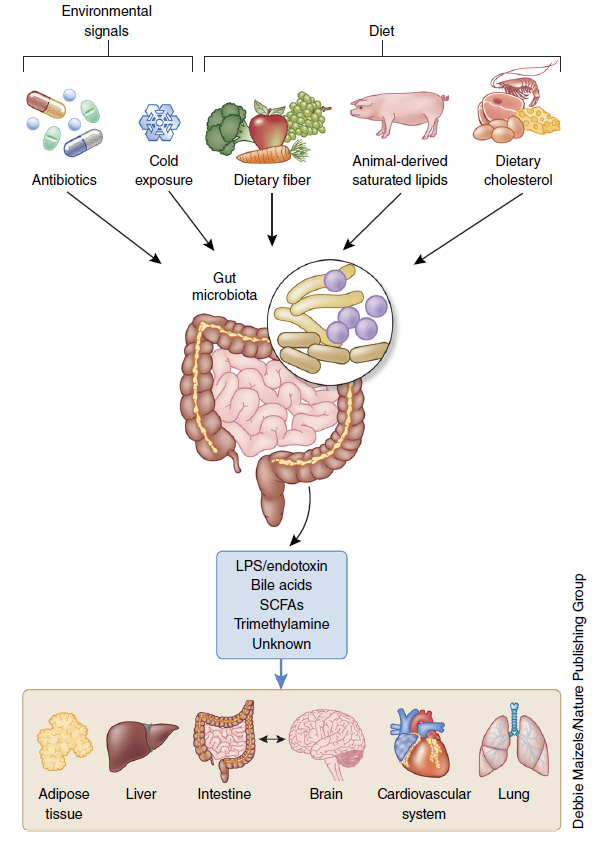 Environmental
signals
Diet
Antibiotics
Cold
exposure
Dietary fiber
Animal-derived
saturated lipids
Dietary
cholesterol
Gut
microbiota
LPS/endotoxin
Bile acids
SCFAs
Trimethylamine
Unknown
Adipose
tissue
Liver
Intestine
Brain
Cardiovascular
system
Lung
Debbie Maizels/Nature Publishing Group